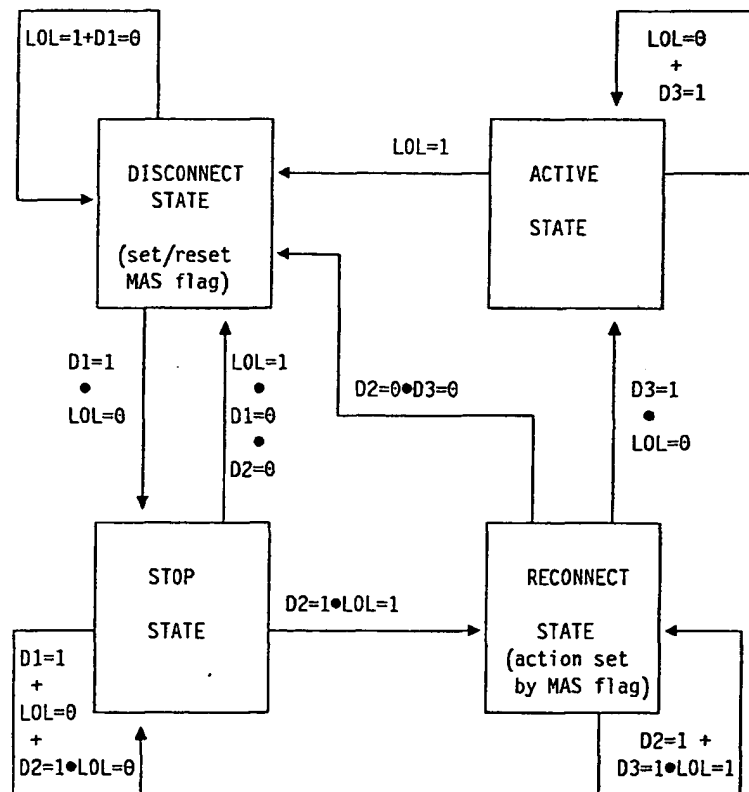 LOL=1+D1=0
DISCONNECT
STATE
(set/reset
MAS flag)
LOL=1
LOL=0
+
D3=1
ACTIVE
STATE
D1=1
●
LOL=0
LOL=1
●
D1=0
●
D2=0
D2=0●D3=0
D3=1
●
LOL=0
STOP
STATE
D2=1●LOL=1
RECONNECT
STATE
(action set
by MAS flag)
D1=1
+
LOL=0
+
D2=1●LOL=0
D2=1 +
D3=1●LOL=1